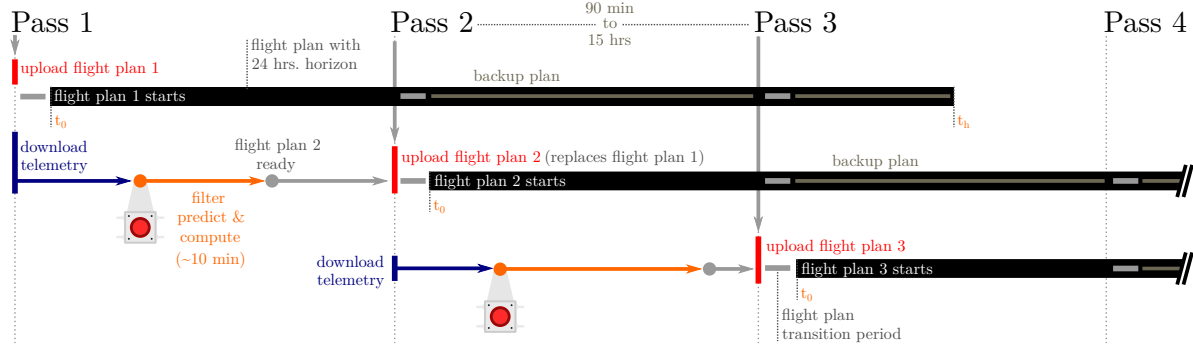 Pass 1
Pass 2
90 min
to
15 hrs
Pass 3
Pass 4
upload flight plan 1
flight plan with
24 hrs. horizon
backup plan
flight plan 1 starts
t₀
tₕ
download
telemetry
flight plan 2
ready
upload flight plan 2 (replaces flight plan 1)
backup plan
flight plan 2 starts
t₀
filter
predict &
compute
(~10 min)
upload flight plan 3
download
telemetry
flight plan 3 starts
t₀
flight plan
transition period